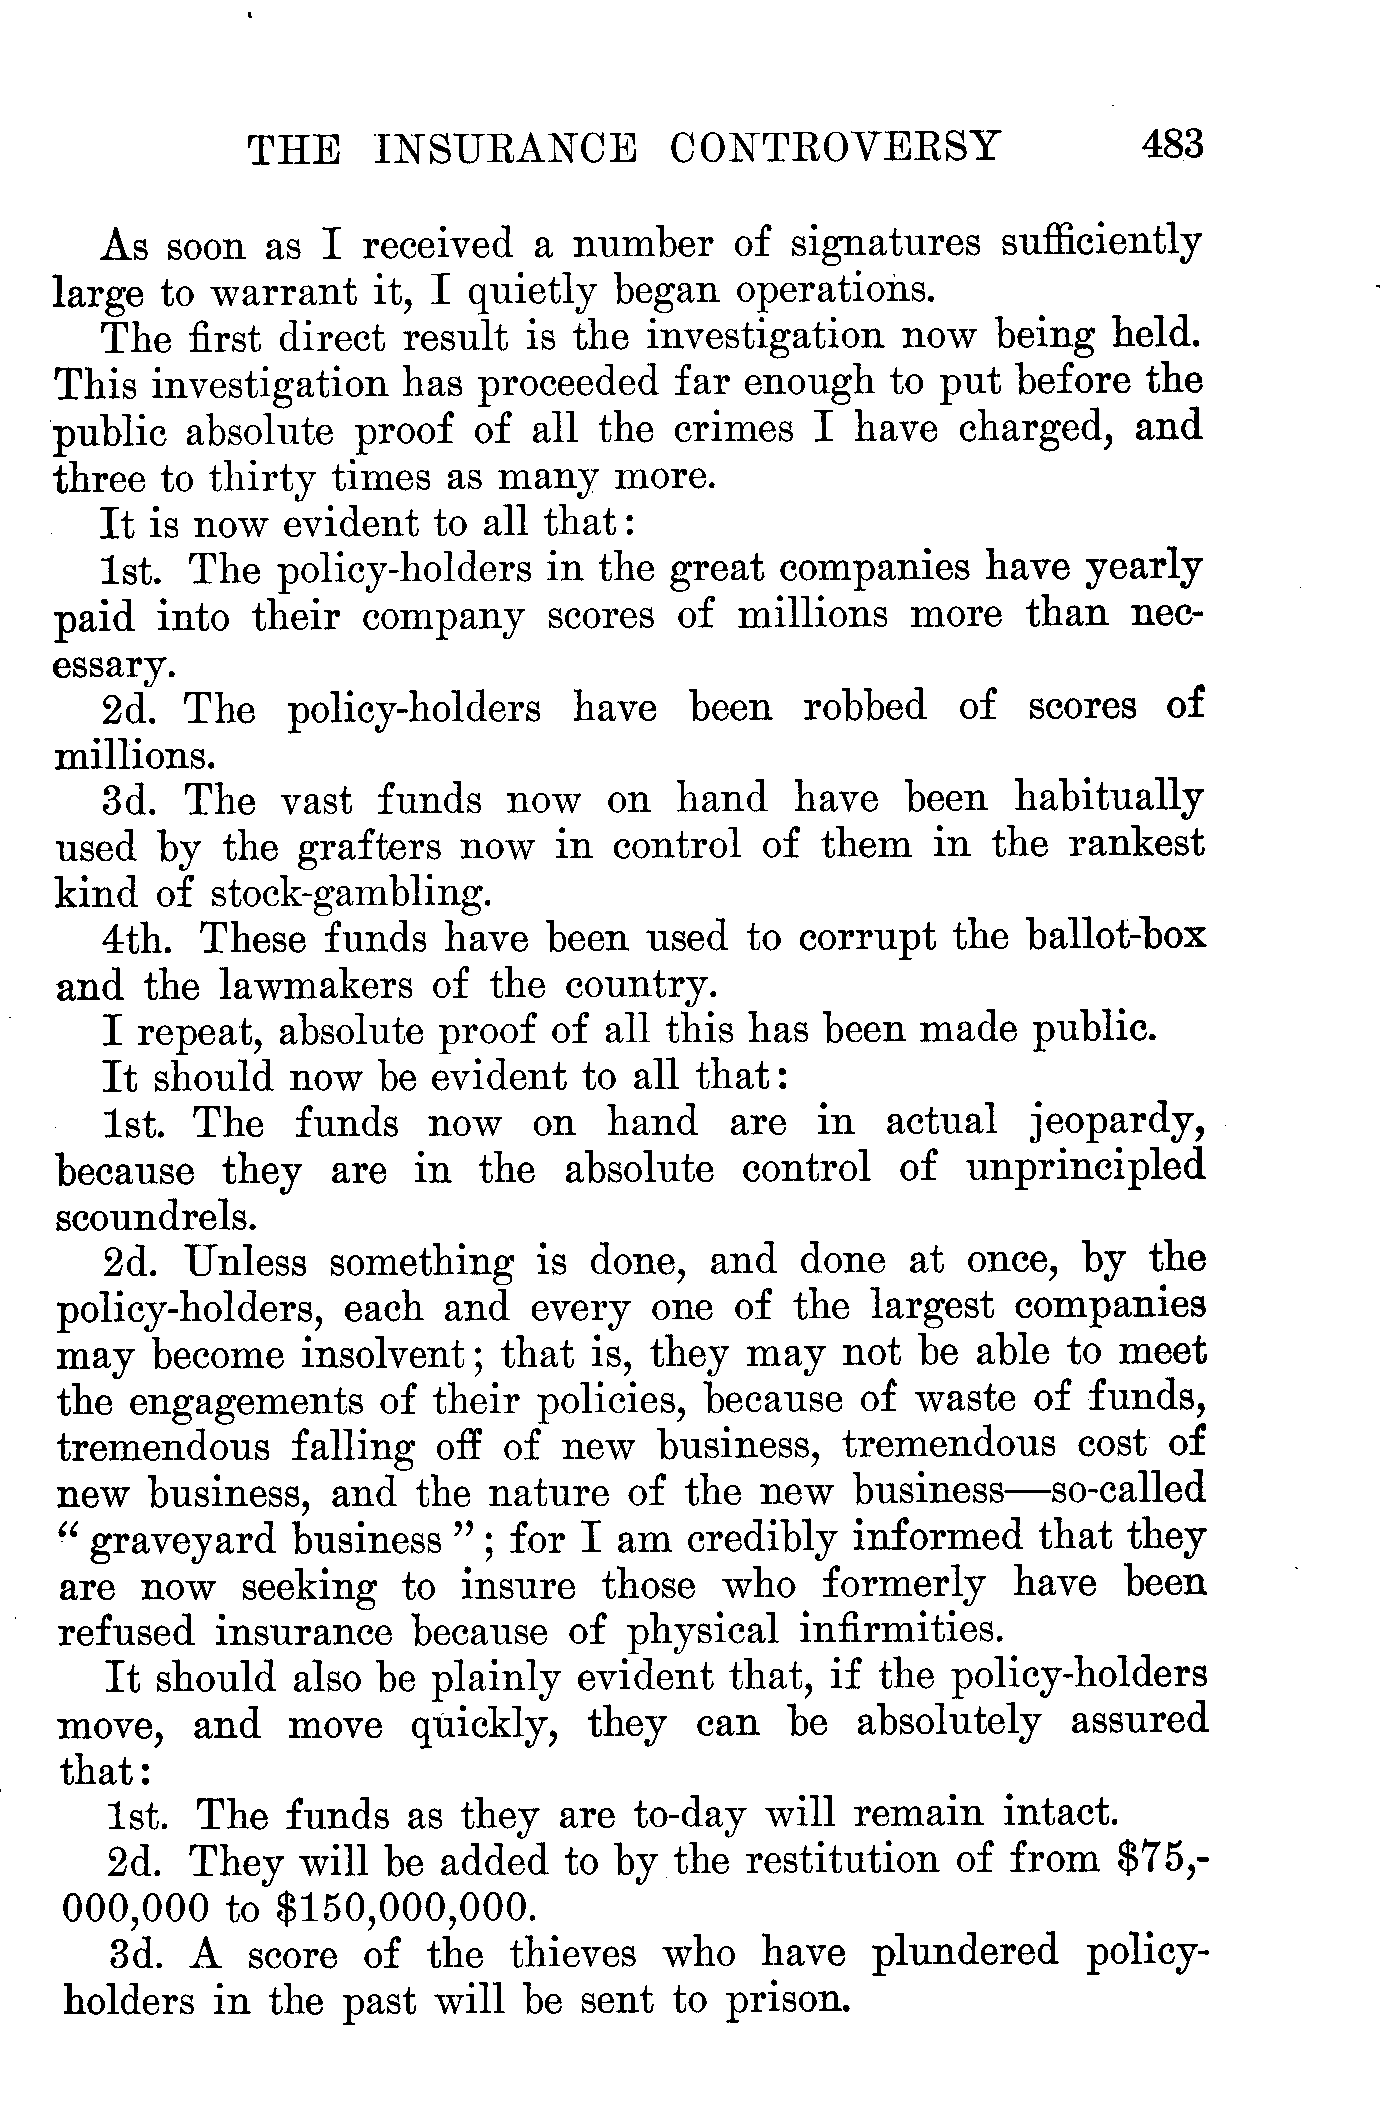 THE INSURANCE CONTROVERSY 483
As soon as I received a number of signatures sufficiently
large to warrant it, I quietly began operations.
The first direct result is the investigation now being held.
This investigation has proceeded far enough to put before the
public absolute proof of all the crimes I have charged, and
three to thirty times as many more.
It is now evident to all that:
1st. The policy-holders in the great companies have yearly
paid into their company scores of millions more than nec-
essary.
2d. The policy-holders have been robbed of scores of
millions.
3d. The vast funds now on hand have been habitually
used by the grafters now in control of them in the rankest
kind of stock-gambling.
4th. These funds have been used to corrupt the ballot-box
and the lawmakers of the country.
I repeat, absolute proof of all this has been made public.
It should now be evident to all that:
1st. The funds now on hand are in actual jeopardy,
because they are in the absolute control of unprincipled
scoundrels.
2d. Unless something is done, and done at once, by the
policy-holders, each and every one of the largest companies
may become insolvent; that is, they may not be able to meet
the engagements of their policies, because of waste of funds,
tremendous falling off of new business, tremendous cost of
new business, and the nature of the new business—so-called
“ graveyard business ”; for I am credibly informed that they
are now seeking to insure those who formerly have been
refused insurance because of physical infirmities.
It should also be plainly evident that, if the policy-holders
move, and move quickly, they can be absolutely assured
that:
1st. The funds as they are to-day will remain intact.
2d. They will be added to by the restitution of from $75,-
000,000 to $150,000,000.
3d. A score of the thieves who have plundered policy-
holders in the past will be sent to prison.